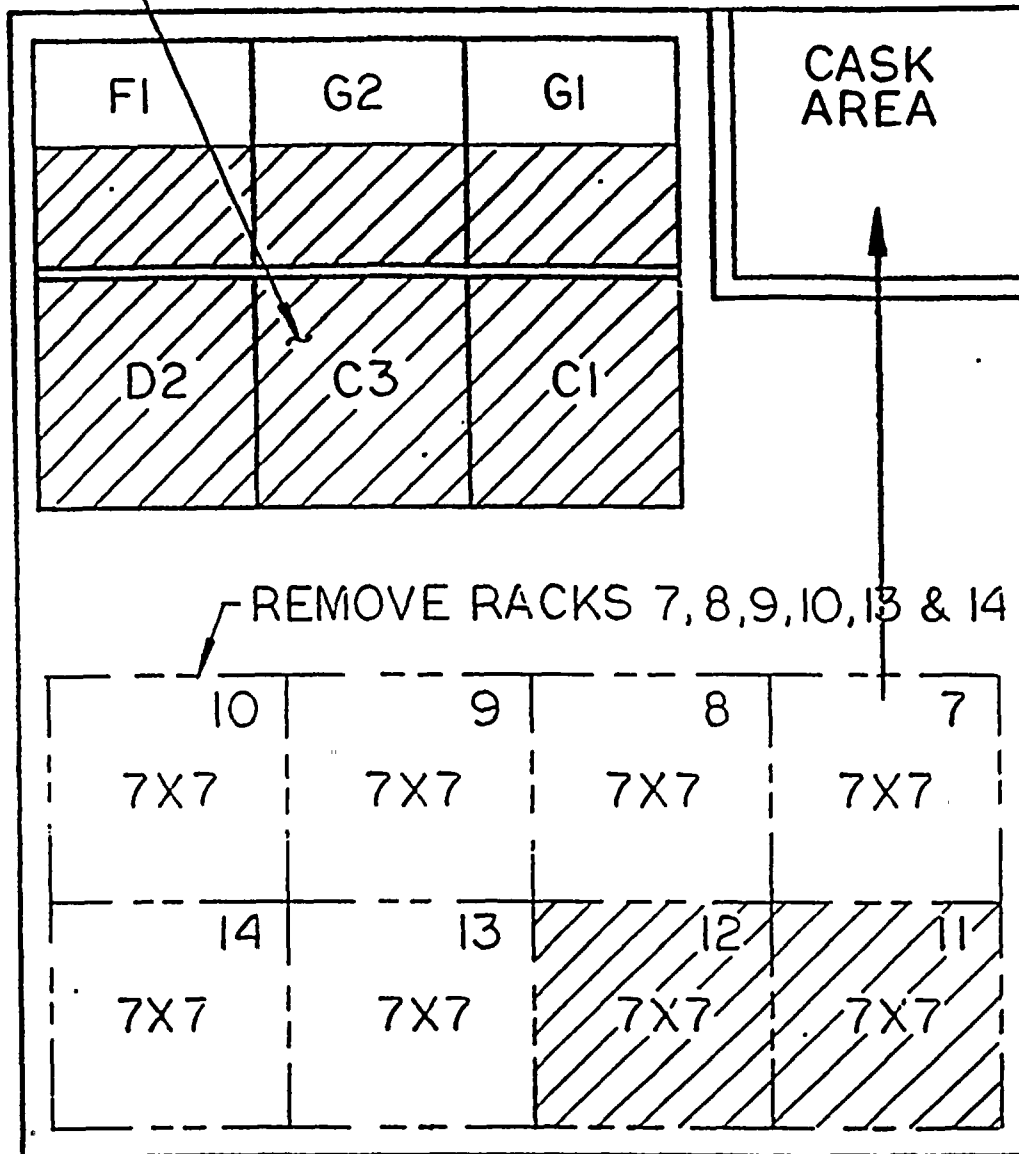 F1 G2 G1
CASK
AREA
D2 C3 C1
REMOVE RACKS 7, 8, 9, 10, 13 & 14
10 9 8 7
7X7 7X7 7X7 7X7
14 13 12 11
7X7 7X7 7X7 7X7